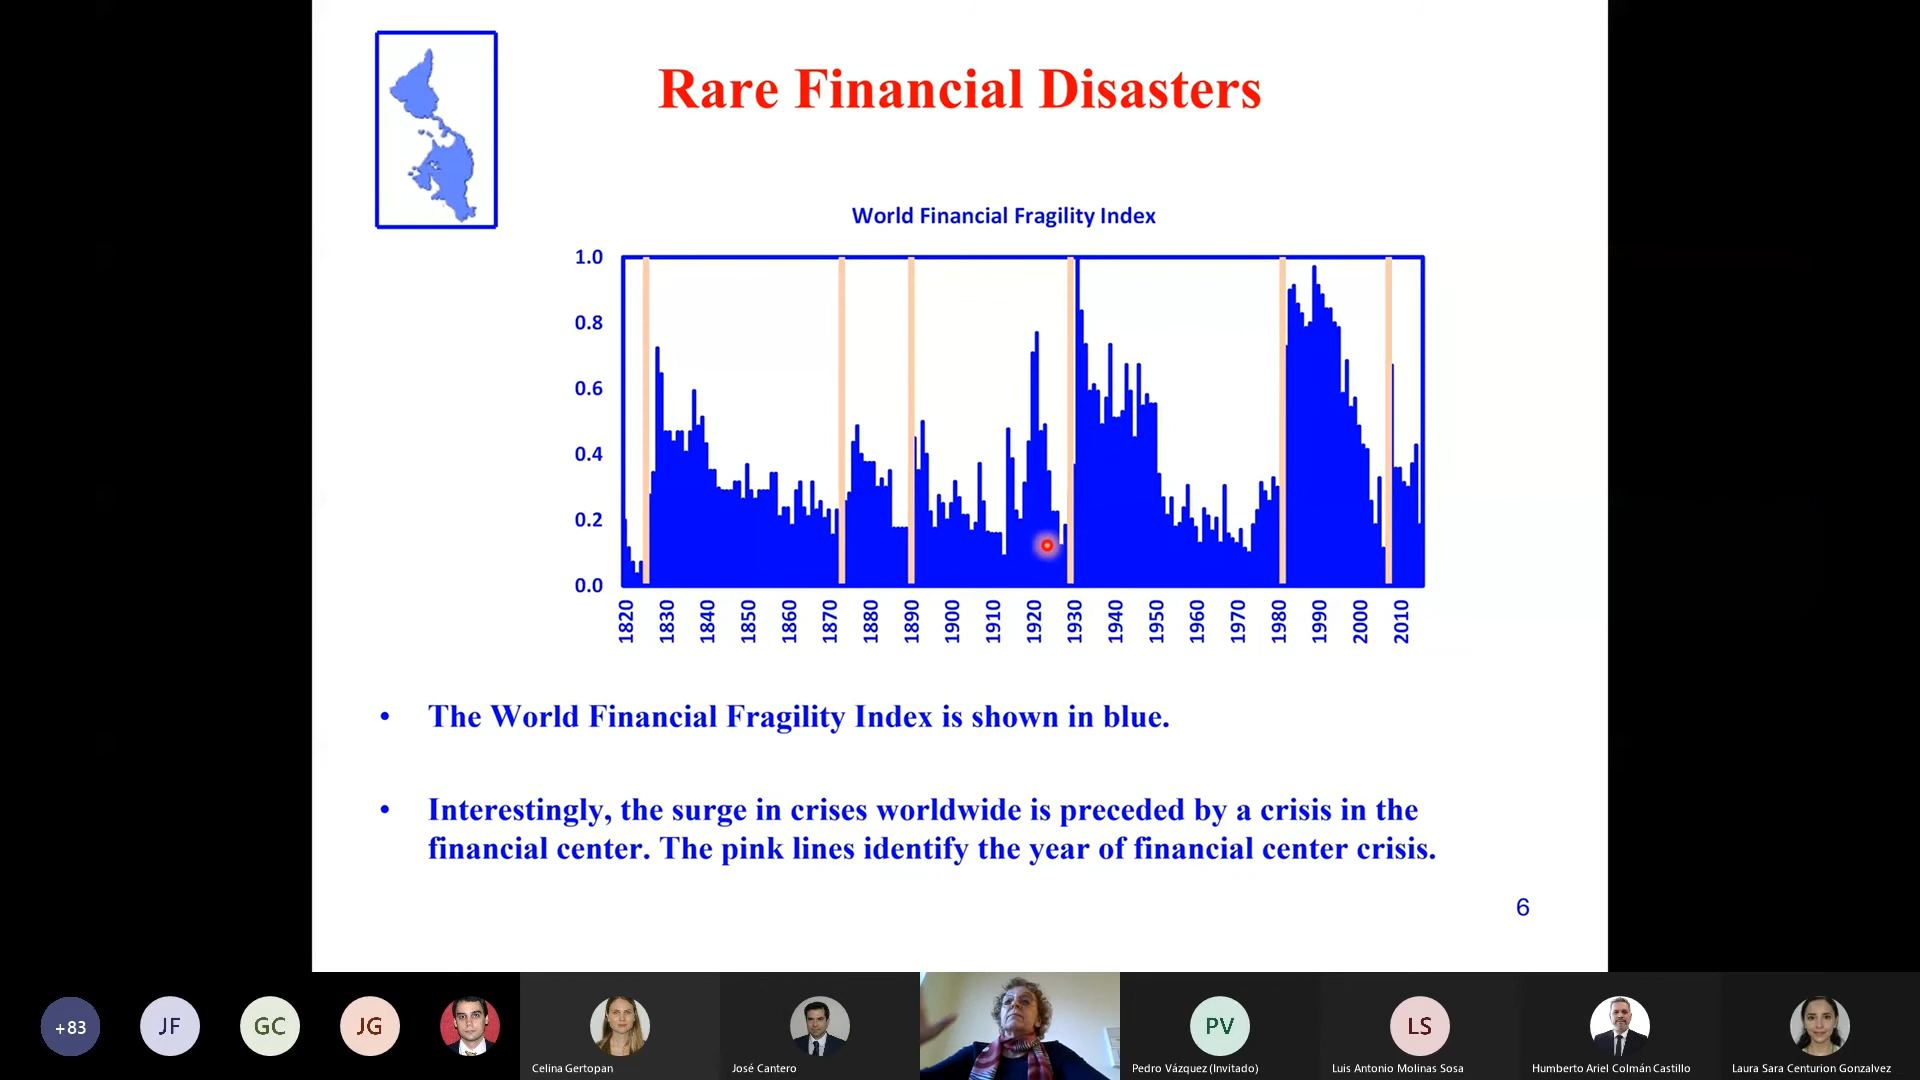 Rare Financial Disasters
World Financial Fragility Index
1.0
0.8
0.6
0.4
0.2
0.0
1820 1830 1840 1850 1860 1870 1880 1890 1900 1910 1920 1930 1940 1950 1960 1970 1980 1990 2000 2010
• The World Financial Fragility Index is shown in blue.
• Interestingly, the surge in crises worldwide is preceded by a crisis in the
financial center. The pink lines identify the year of financial center crisis.
6
+83 JF GC JG PV LS
Celina Gertopan José Cantero Pedro Vázquez (Invitado) Luis Antonio Molinas Sosa Humberto Ariel Colmán Castillo Laura Sara Centurion Gonzalvez